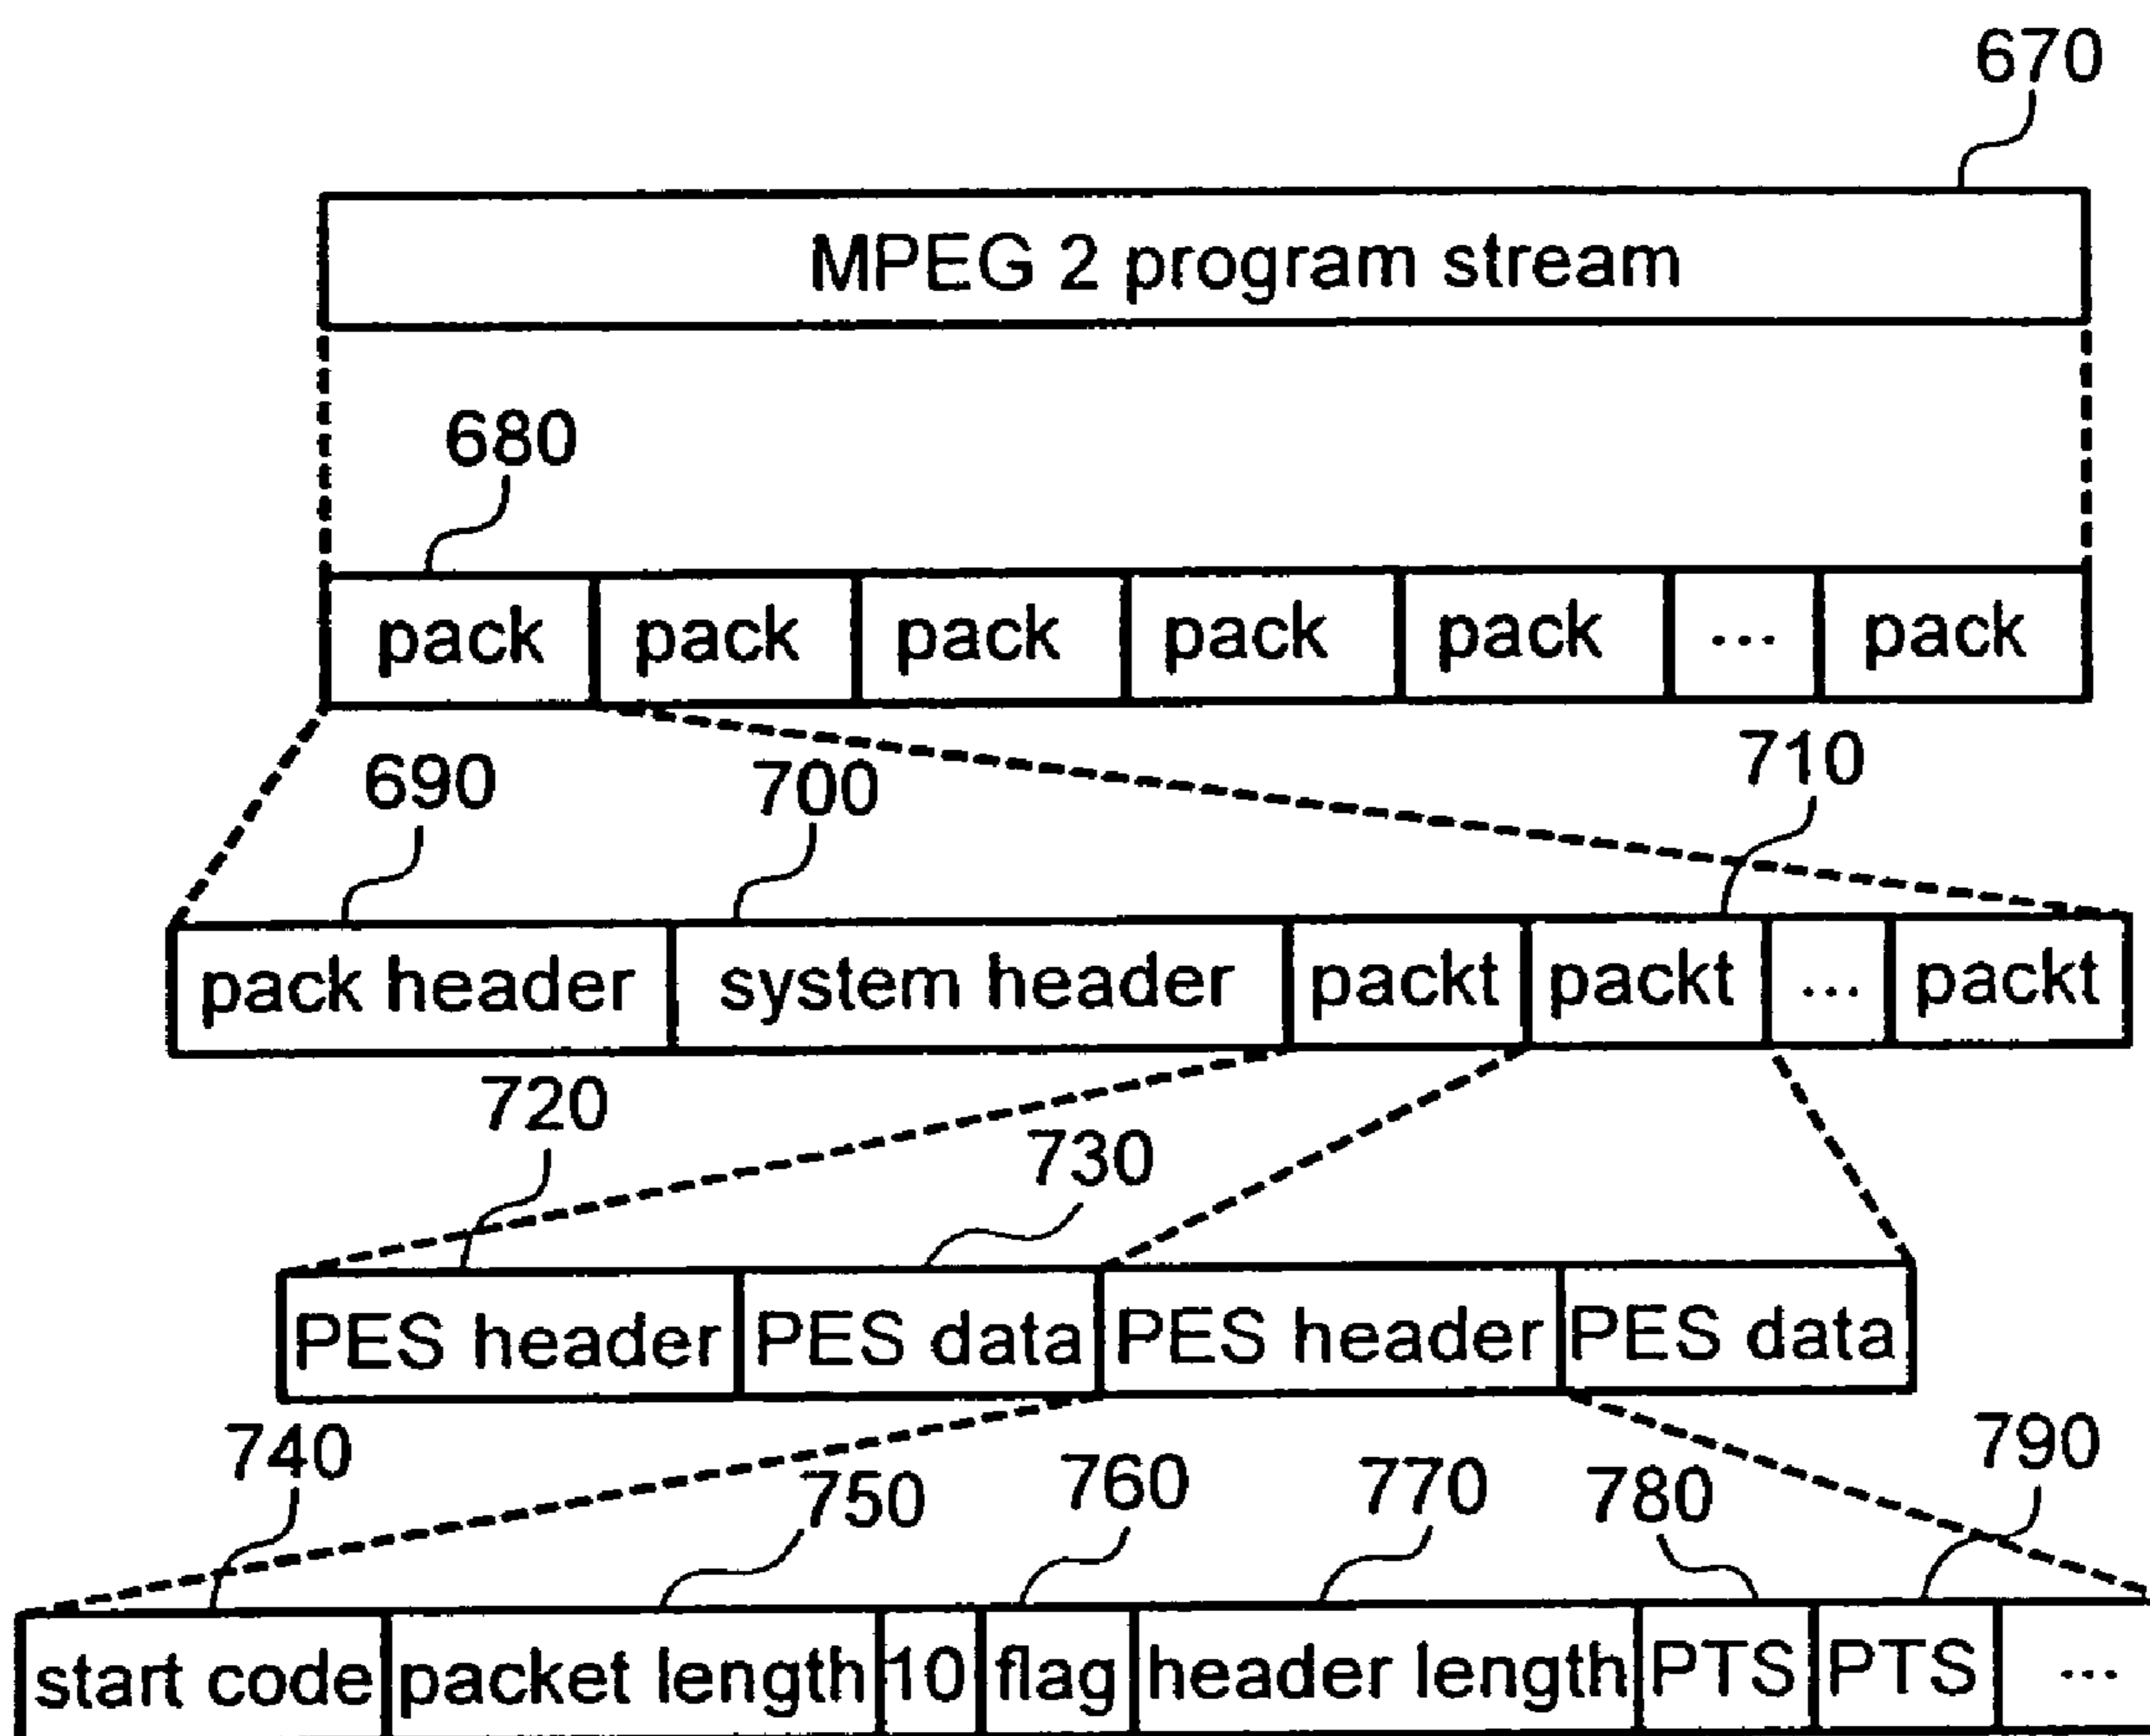 670
MPEG 2 program stream
680
pack pack pack pack pack ... pack
690 700 710
pack header system header packt packt ... packt
720 730
PES header PES data PES header PES data
740 750 760 770 780 790
start code packet length 10 flag header length PTS PTS ...